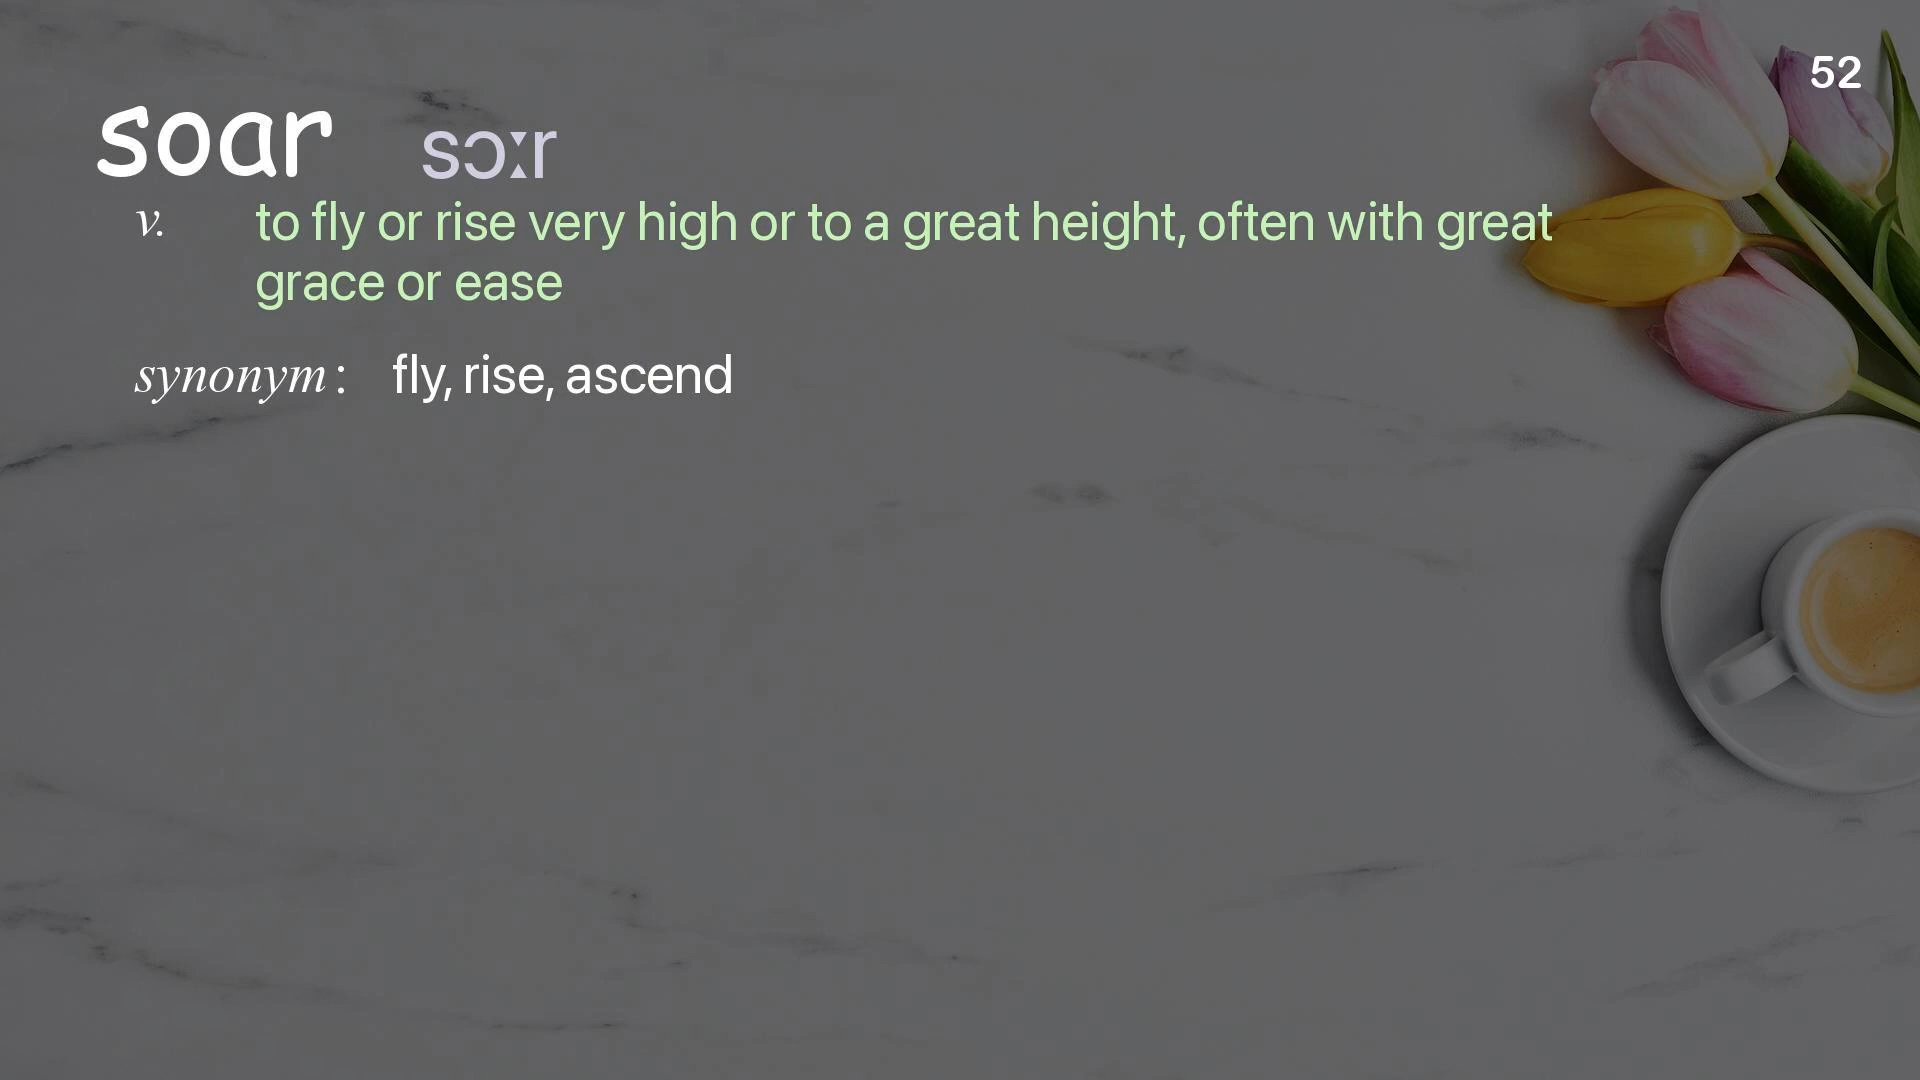 52
soar sɔːr
v. to fly or rise very high or to a great height, often with great
grace or ease
synonym : fly, rise, ascend